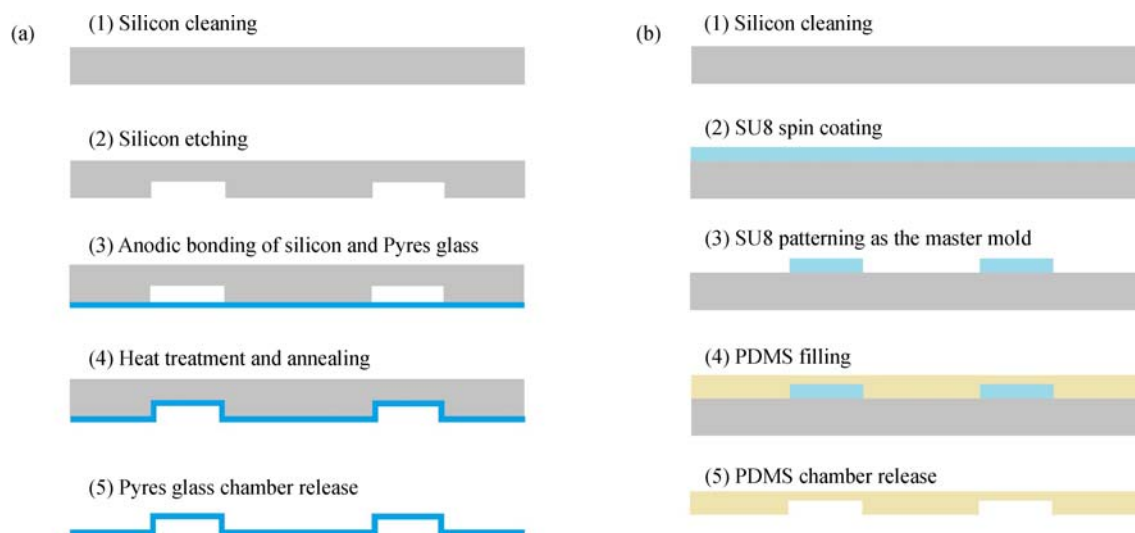 (a)
(1) Silicon cleaning
(2) Silicon etching
(3) Anodic bonding of silicon and Pyres glass
(4) Heat treatment and annealing
(5) Pyres glass chamber release
(b)
(1) Silicon cleaning
(2) SU8 spin coating
(3) SU8 patterning as the master mold
(4) PDMS filling
(5) PDMS chamber release